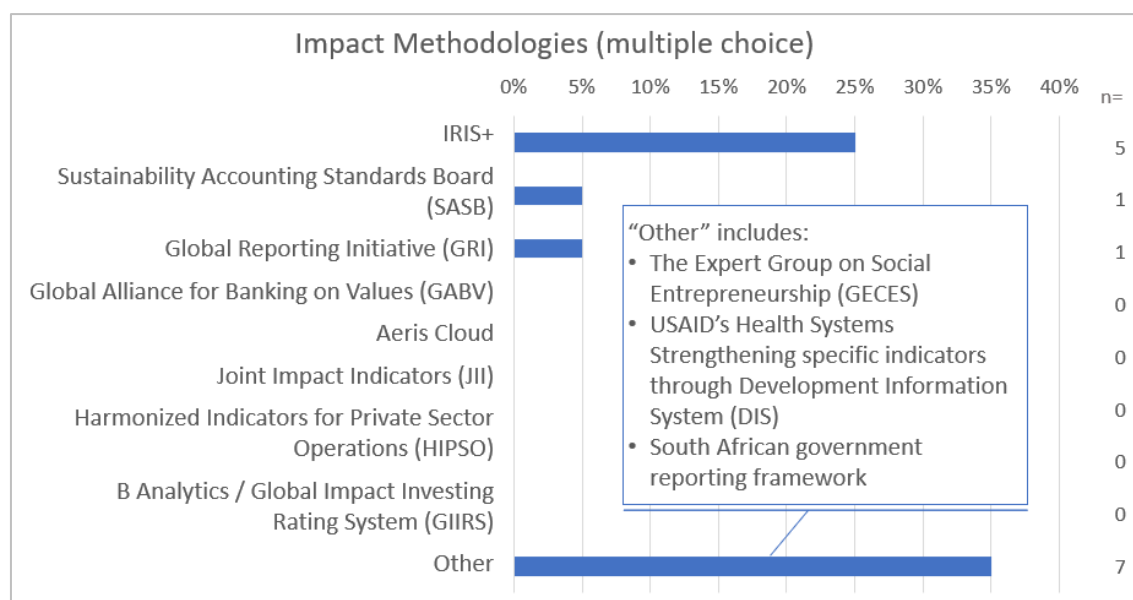 Impact Methodologies (multiple choice)
0% 5% 10% 15% 20% 25% 30% 35% 40%
n=
IRIS+ 5
Sustainability Accounting Standards Board
(SASB) 1
Global Reporting Initiative (GRI) 1
Global Alliance for Banking on Values (GABV) 0
Aeris Cloud 0
Joint Impact Indicators (JII) 0
Harmonized Indicators for Private Sector
Operations (HIPSO) 0
B Analytics / Global Impact Investing
Rating System (GIIRS) 0
Other 7
“Other” includes:
• The Expert Group on Social
Entrepreneurship (GECES)
• USAID’s Health Systems
Strengthening specific indicators
through Development Information
System (DIS)
• South African government
reporting framework